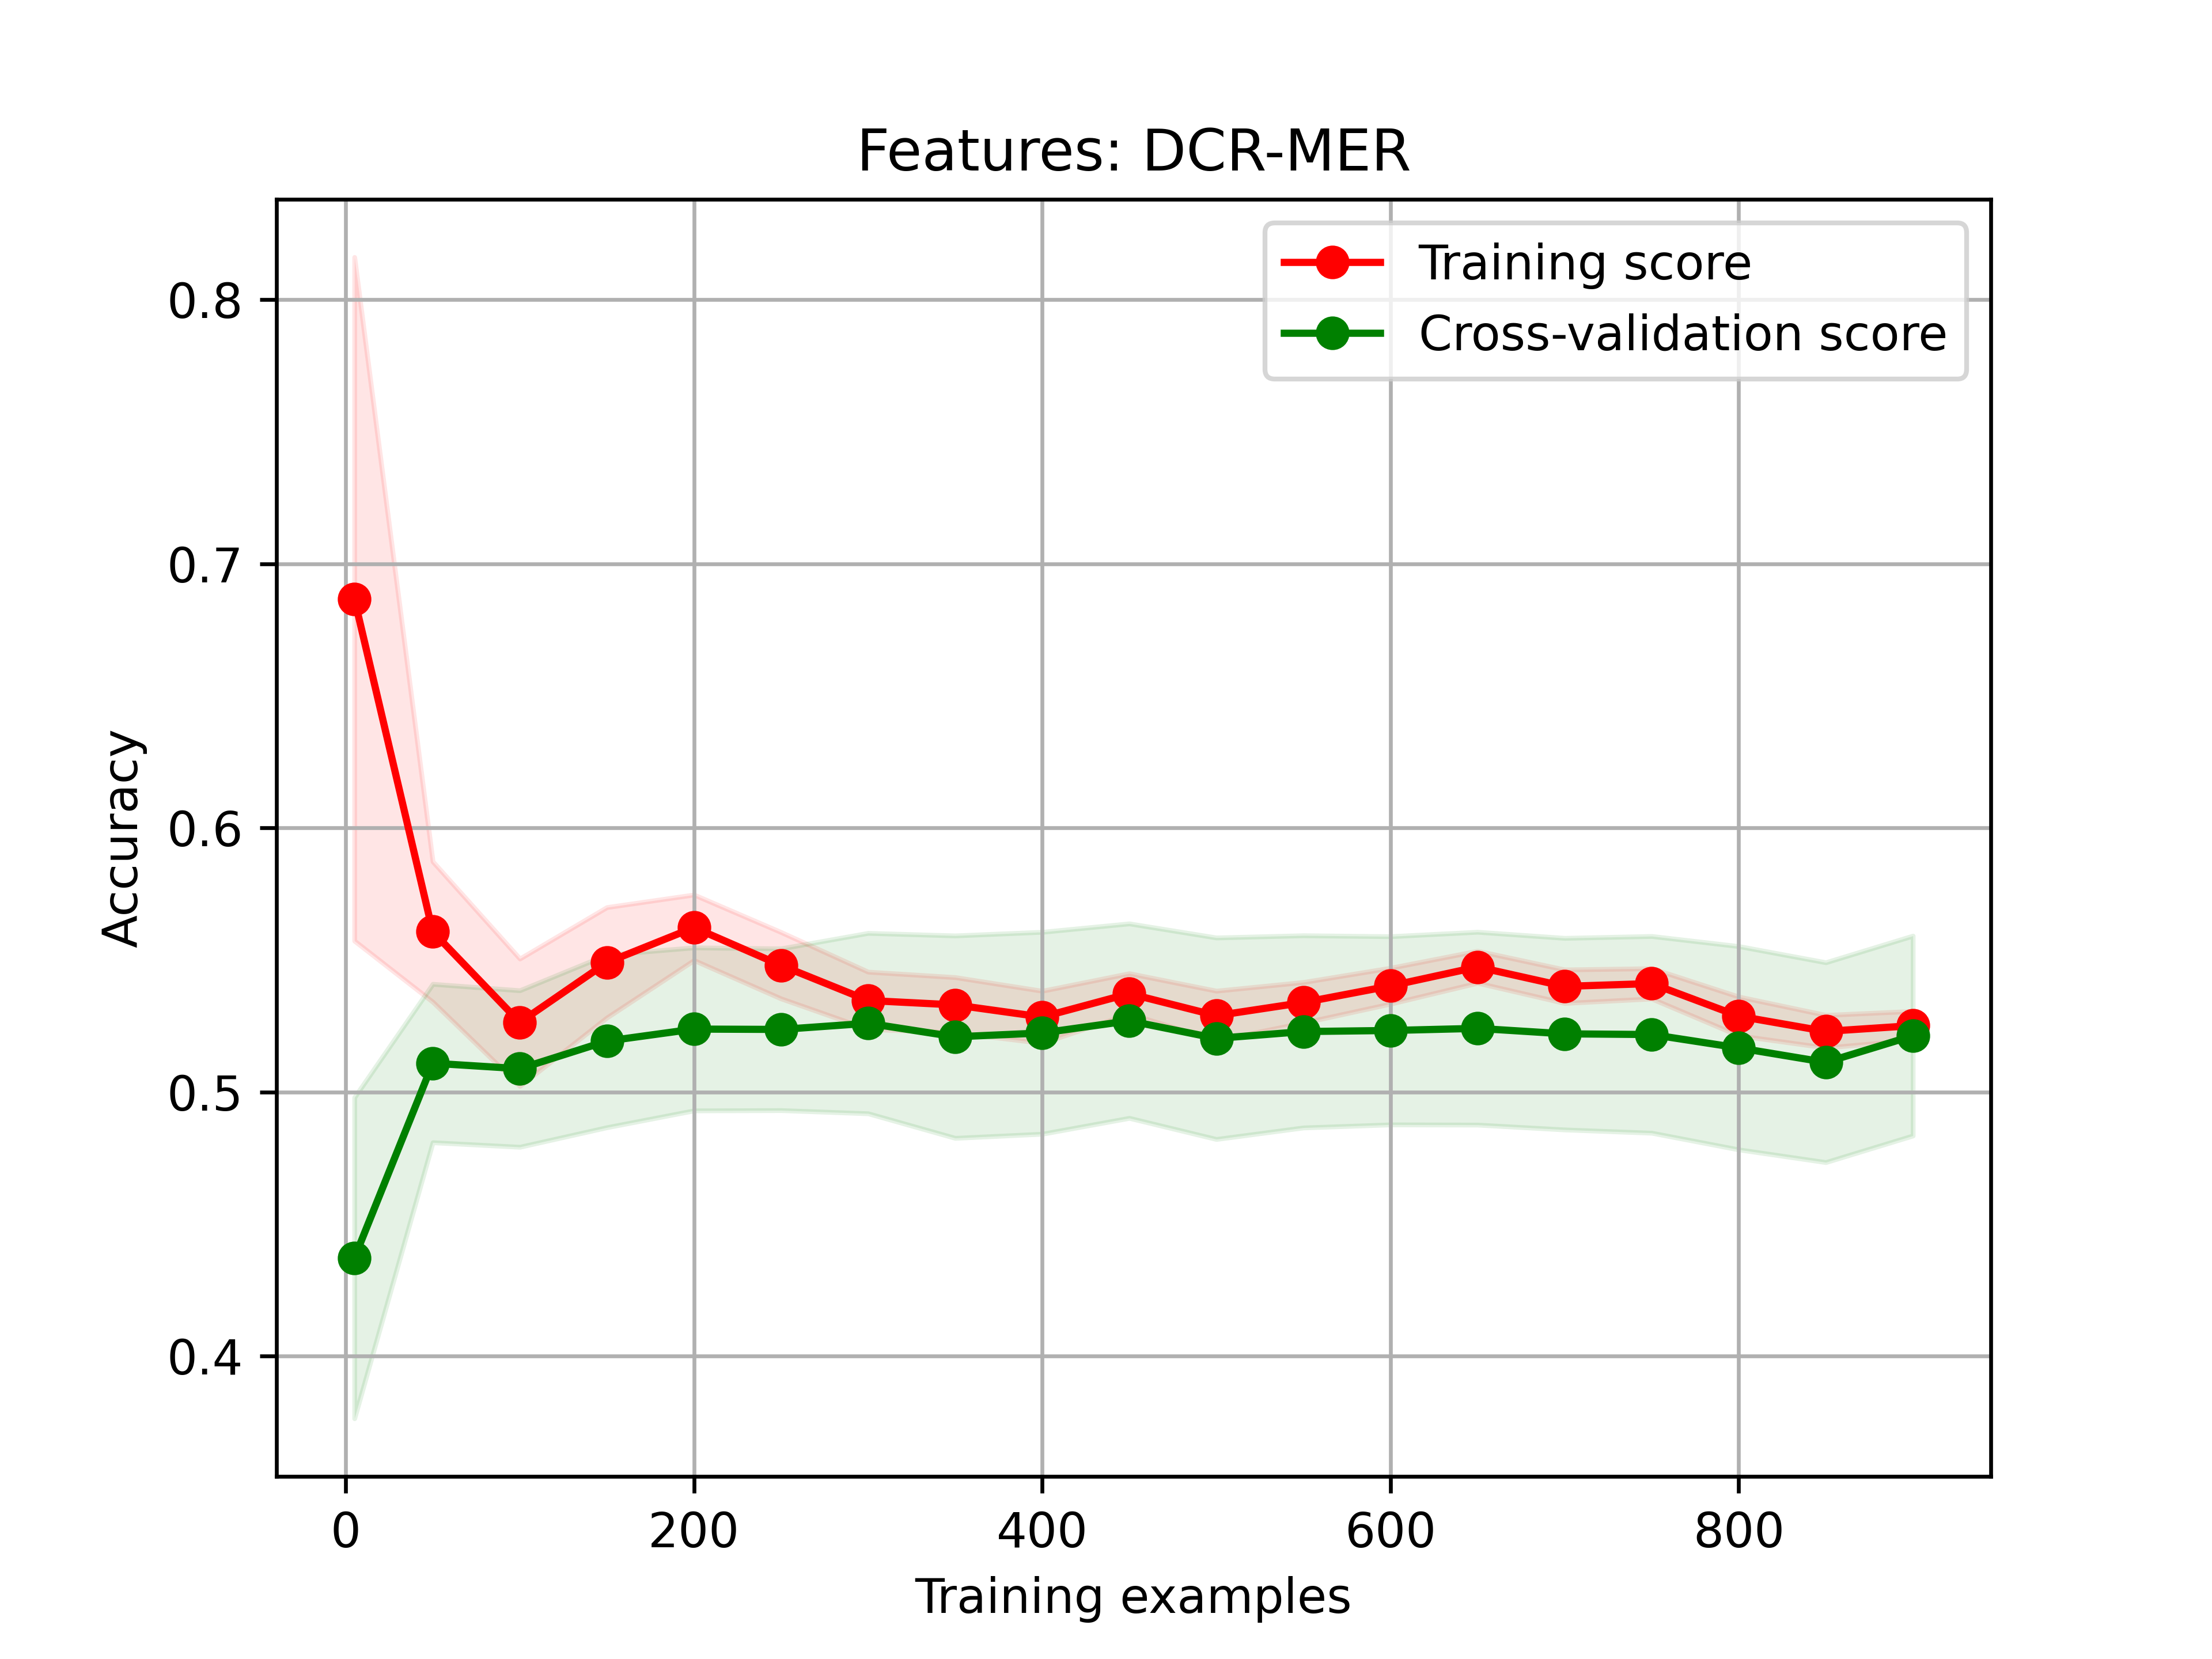 Features: DCR-MER
Training score
Cross-validation score
0.8
0.7
0.6
0.5
0.4
Accuracy
0 200 400 600 800
Training examples